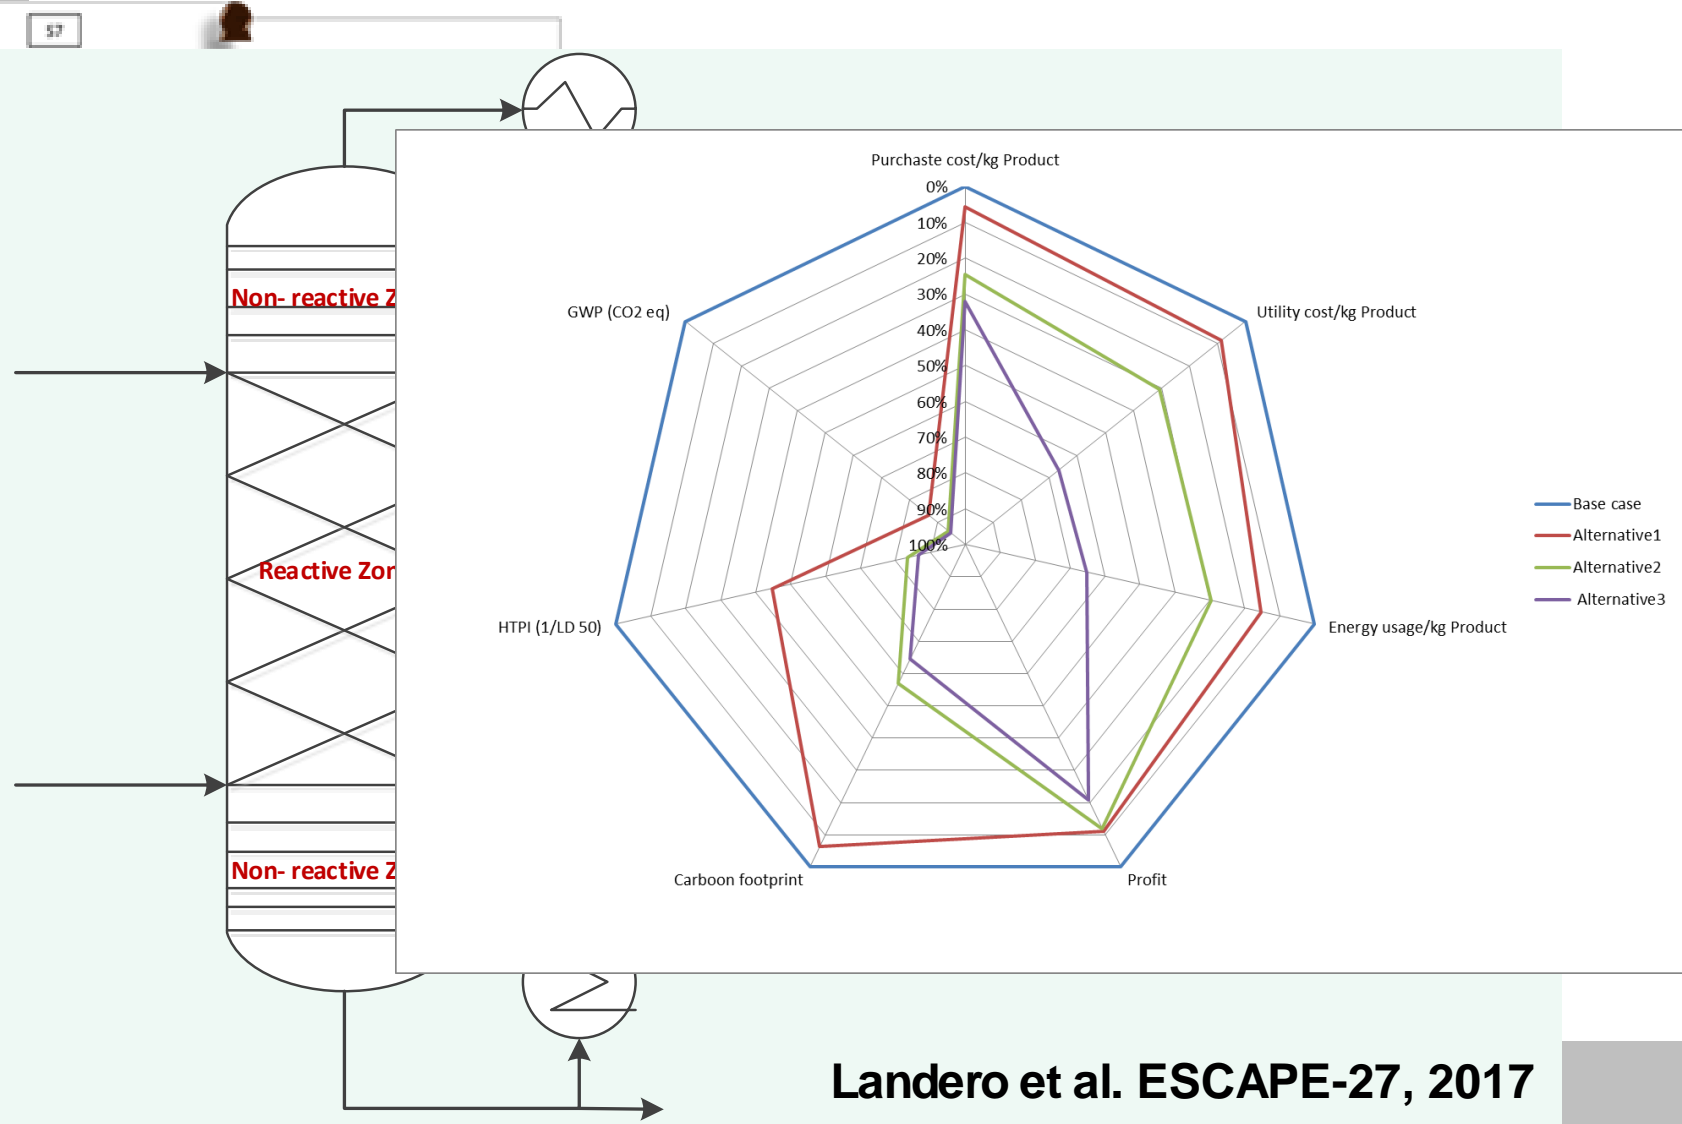 57
Purchaste cost/kg Product
0%
10%
20%
30%
40%
50%
60%
70%
80%
90%
100%
GWP (CO2 eq)
Utility cost/kg Product
HTPI (1/LD 50)
Energy usage/kg Product
Carboon footprint
Profit
Base case
Alternative1
Alternative2
Alternative3
Non- reactive Z
Reactive Zon
Non- reactive Z
Landero et al. ESCAPE-27, 2017